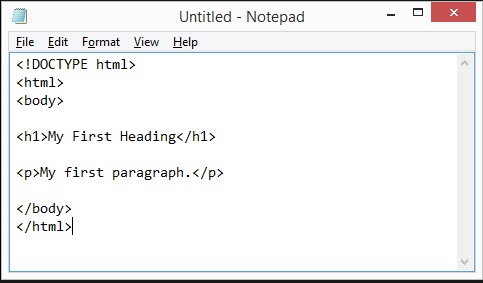 Untitled - Notepad
File Edit Format View Help
<!DOCTYPE html>
<html>
<body>
<h1>My First Heading</h1>
<p>My first paragraph.</p>
</body>
</html>